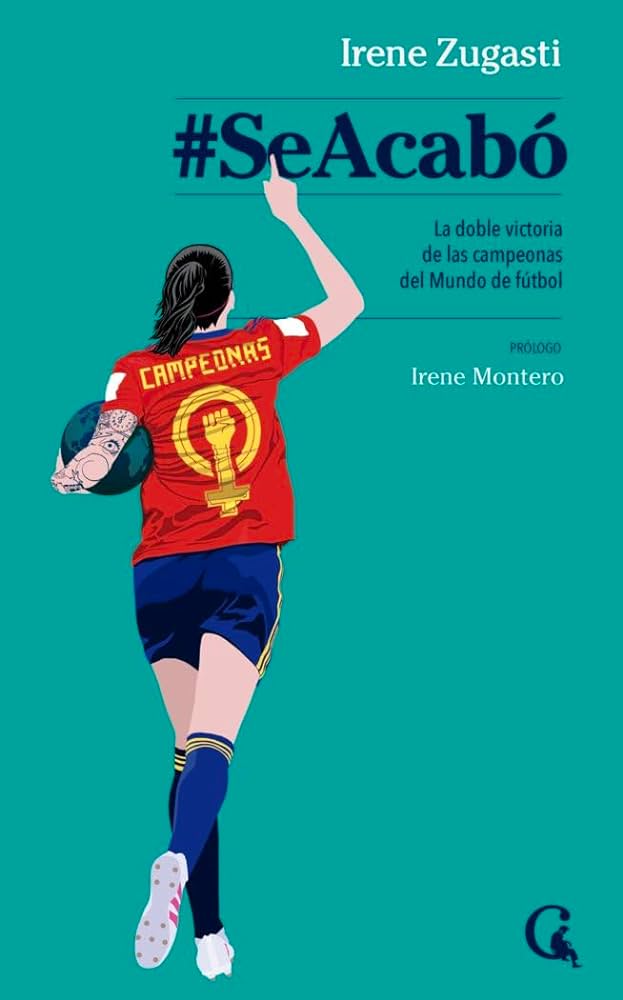 Irene Zugasti
#SeAcabó
La doble victoria
de las campeonas
del Mundo de fútbol
PRÓLOGO
Irene Montero
CAMPEONAS